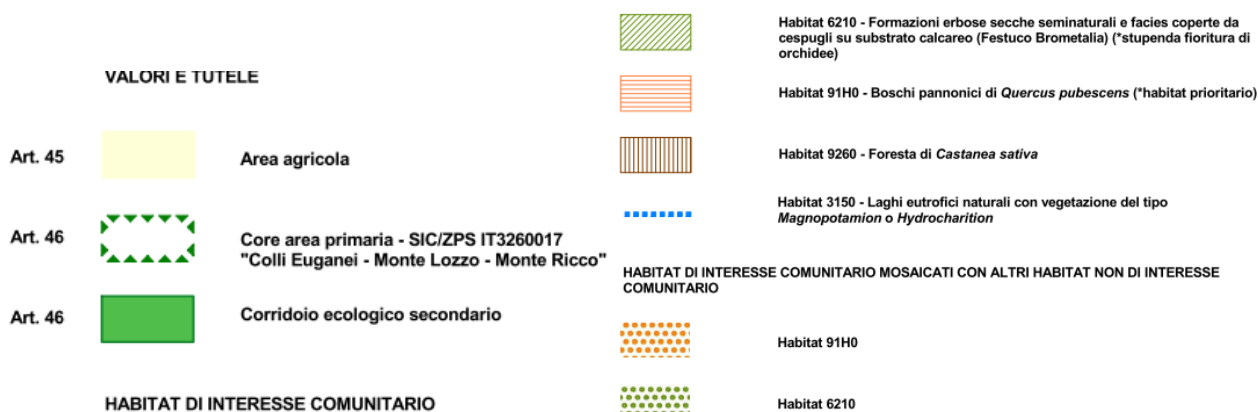 VALORI E TUTELE
Art. 45
Area agricola
Art. 46
Core area primaria - SIC/ZPS IT3260017
"Colli Euganei - Monte Lozzo - Monte Ricco"
Art. 46
Corridoio ecologico secondario
HABITAT DI INTERESSE COMUNITARIO
Habitat 6210 - Formazioni erbose secche seminaturali e facies coperte da
cespugli su substrato calcareo (Festuco Brometalia) (*stupenda fioritura di
orchidee)
Habitat 91H0 - Boschi pannonici di Quercus pubescens (*habitat prioritario)
Habitat 9260 - Foresta di Castanea sativa
Habitat 3150 - Laghi eutrofici naturali con vegetazione del tipo
Magnopotamion o Hydrocharition
HABITAT DI INTERESSE COMUNITARIO MOSAICATI CON ALTRI HABITAT NON DI INTERESSE
COMUNITARIO
Habitat 91H0
Habitat 6210